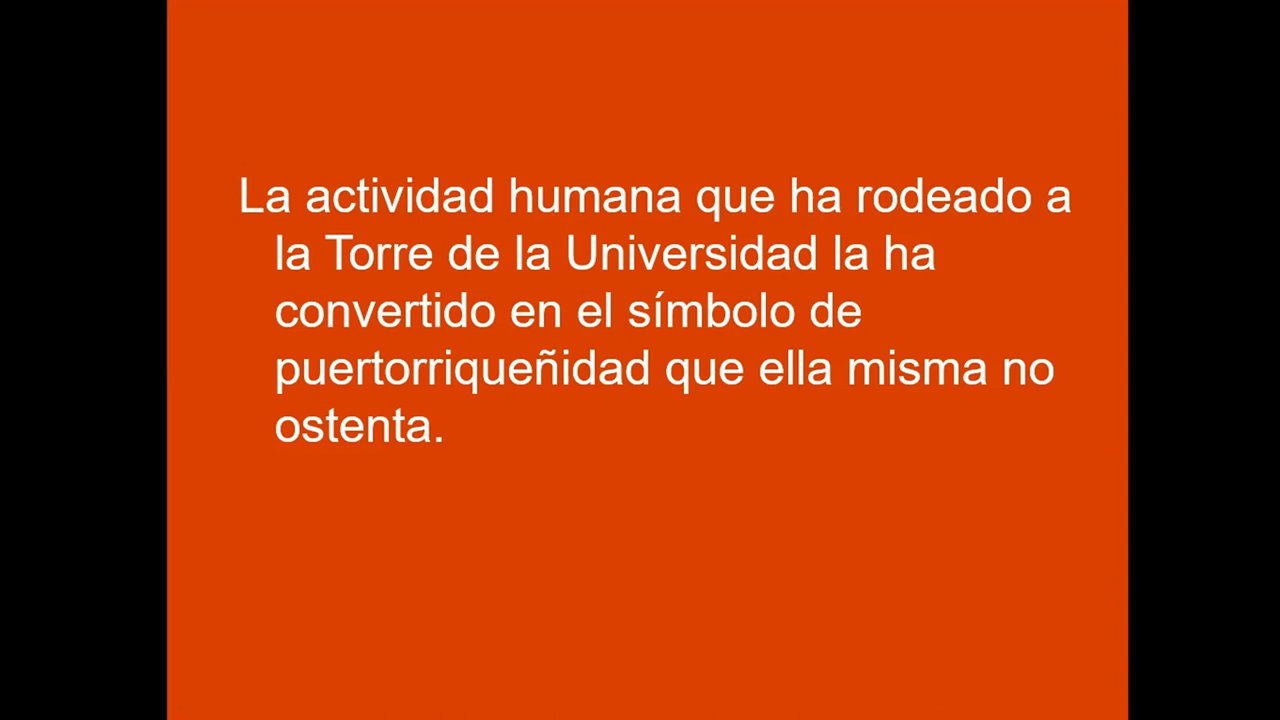 La actividad humana que ha rodeado a
la Torre de la Universidad la ha
convertido en el símbolo de
puertorriqueñidad que ella misma no
ostenta.